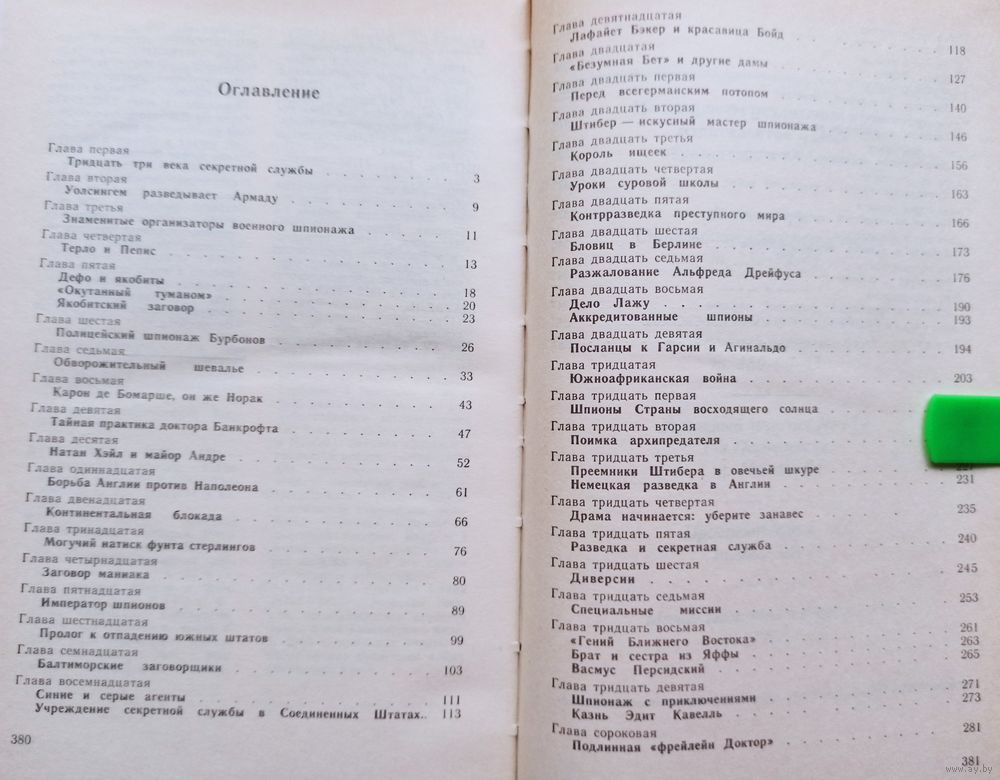 Оглавление
Глава первая
Тридцать три века секретной службы . . . . . . . 3
Глава вторая
Уолсингем разведывает Армаду . . . . . . . 9
Глава третья
Знаменитые организаторы военного шпионажа . . . . . 11
Глава четвертая
Терло и Пепис . . . . . . . . . . 13
Глава пятая
Дефо и якобиты . . . . . . . . . . 18
«Окутанный туманом» . . . . . . . . 20
Якобитский заговор . . . . . . . . . 23
Глава шестая
Полицейский шпионаж Бурбонов . . . . . . . 26
Глава седьмая
Обворожительный шевалье . . . . . . . . 33
Глава восьмая
Карон де Бомарше, он же Норак . . . . . . . 43
Глава девятая
Тайная практика доктора Банкрофта . . . . . . 47
Глава десятая
Натан Хэйл и майор Андре . . . . . . . . 52
Глава одиннадцатая
Борьба Англии против Наполеона . . . . . . . 61
Глава двенадцатая
Континентальная блокада . . . . . . . . 66
Глава тринадцатая
Могучий натиск фунта стерлингов . . . . . . . 76
Глава четырнадцатая
Заговор маниака . . . . . . . . . . 80
Глава пятнадцатая
Император шпионов . . . . . . . . . . 89
Глава шестнадцатая
Пролог к отпадению южных штатов . . . . . . . 99
Глава семнадцатая
Балтиморские заговорщики . . . . . . . . 103
Глава восемнадцатая
Синие и серые агенты . . . . . . . . . 111
Учреждение секретной службы в Соединенных Штатах.. 113
380
Глава девятнадцатая
Лафайет Бэкер и красавица Бойд . . . . . . . 118
Глава двадцатая
«Безумная Бет» и другие дамы . . . . . . . 127
Глава двадцать первая
Перед всегерманским потопом . . . . . . . 140
Глава двадцать вторая
Штибер — искусный мастер шпионажа . . . . . . 146
Глава двадцать третья
Король ищеек . . . . . . . . . . 156
Глава двадцать четвертая
Уроки суровой школы . . . . . . . . . 163
Глава двадцать пятая
Контрразведка преступного мира . . . . . . . 166
Глава двадцать шестая
Бловиц в Берлине . . . . . . . . . 173
Глава двадцать седьмая
Разжалование Альфреда Дрейфуса . . . . . . . 176
Глава двадцать восьмая
Дело Лажу . . . . . . . . . . . 190
Аккредитованные шпионы . . . . . . . . 193
Глава двадцать девятая
Посланцы к Гарсии и Агинальдо . . . . . . . 194
Глава тридцатая
Южноафриканская война . . . . . . . . 203
Глава тридцать первая
Шпионы Страны восходящего солнца . . . . . .
Глава тридцать вторая
Поимка архипредателя . . . . . . . .
Глава тридцать третья
Преемники Штибера в овечьей шкуре . . . . . .
Немецкая разведка в Англии . . . . . . . . 231
Глава тридцать четвертая
Драма начинается: уберите занавес . . . . . . 235
Глава тридцать пятая
Разведка и секретная служба . . . . . . . 240
Глава тридцать шестая
Диверсии . . . . . . . . . . . 245
Глава тридцать седьмая
Специальные миссии . . . . . . . . . 253
Глава тридцать восьмая 261
«Гений Ближнего Востока» . . . . . . . . 263
Брат и сестра из Яффы . . . . . . . . . 265
Васмус Персидский . . . . . . . . .
Глава тридцать девятая 271
Шпионаж с приключениями . . . . . . . . 273
Казнь Эдит Кавелль . . . . . . . . .
Глава сороковая 281
Подлинная «фрейлейн Доктор» . . . . . . . .
381
www.ay.by